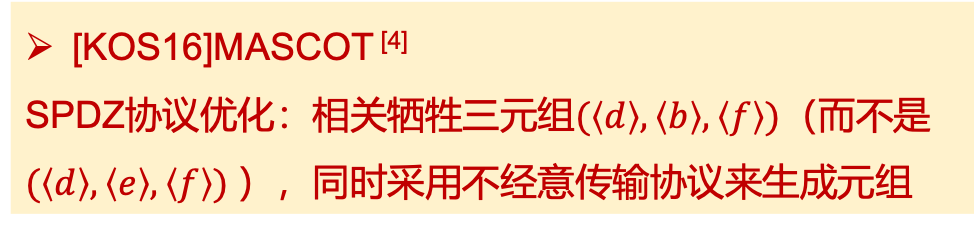 ➢ [KOS16]MASCOT [4]
SPDZ协议优化：相关牺牲三元组(⟨𝑑⟩,⟨𝑏⟩,⟨𝑓⟩)（而不是
(⟨𝑑⟩,⟨𝑒⟩,⟨𝑓⟩) ），同时采用不经意传输协议来生成元组